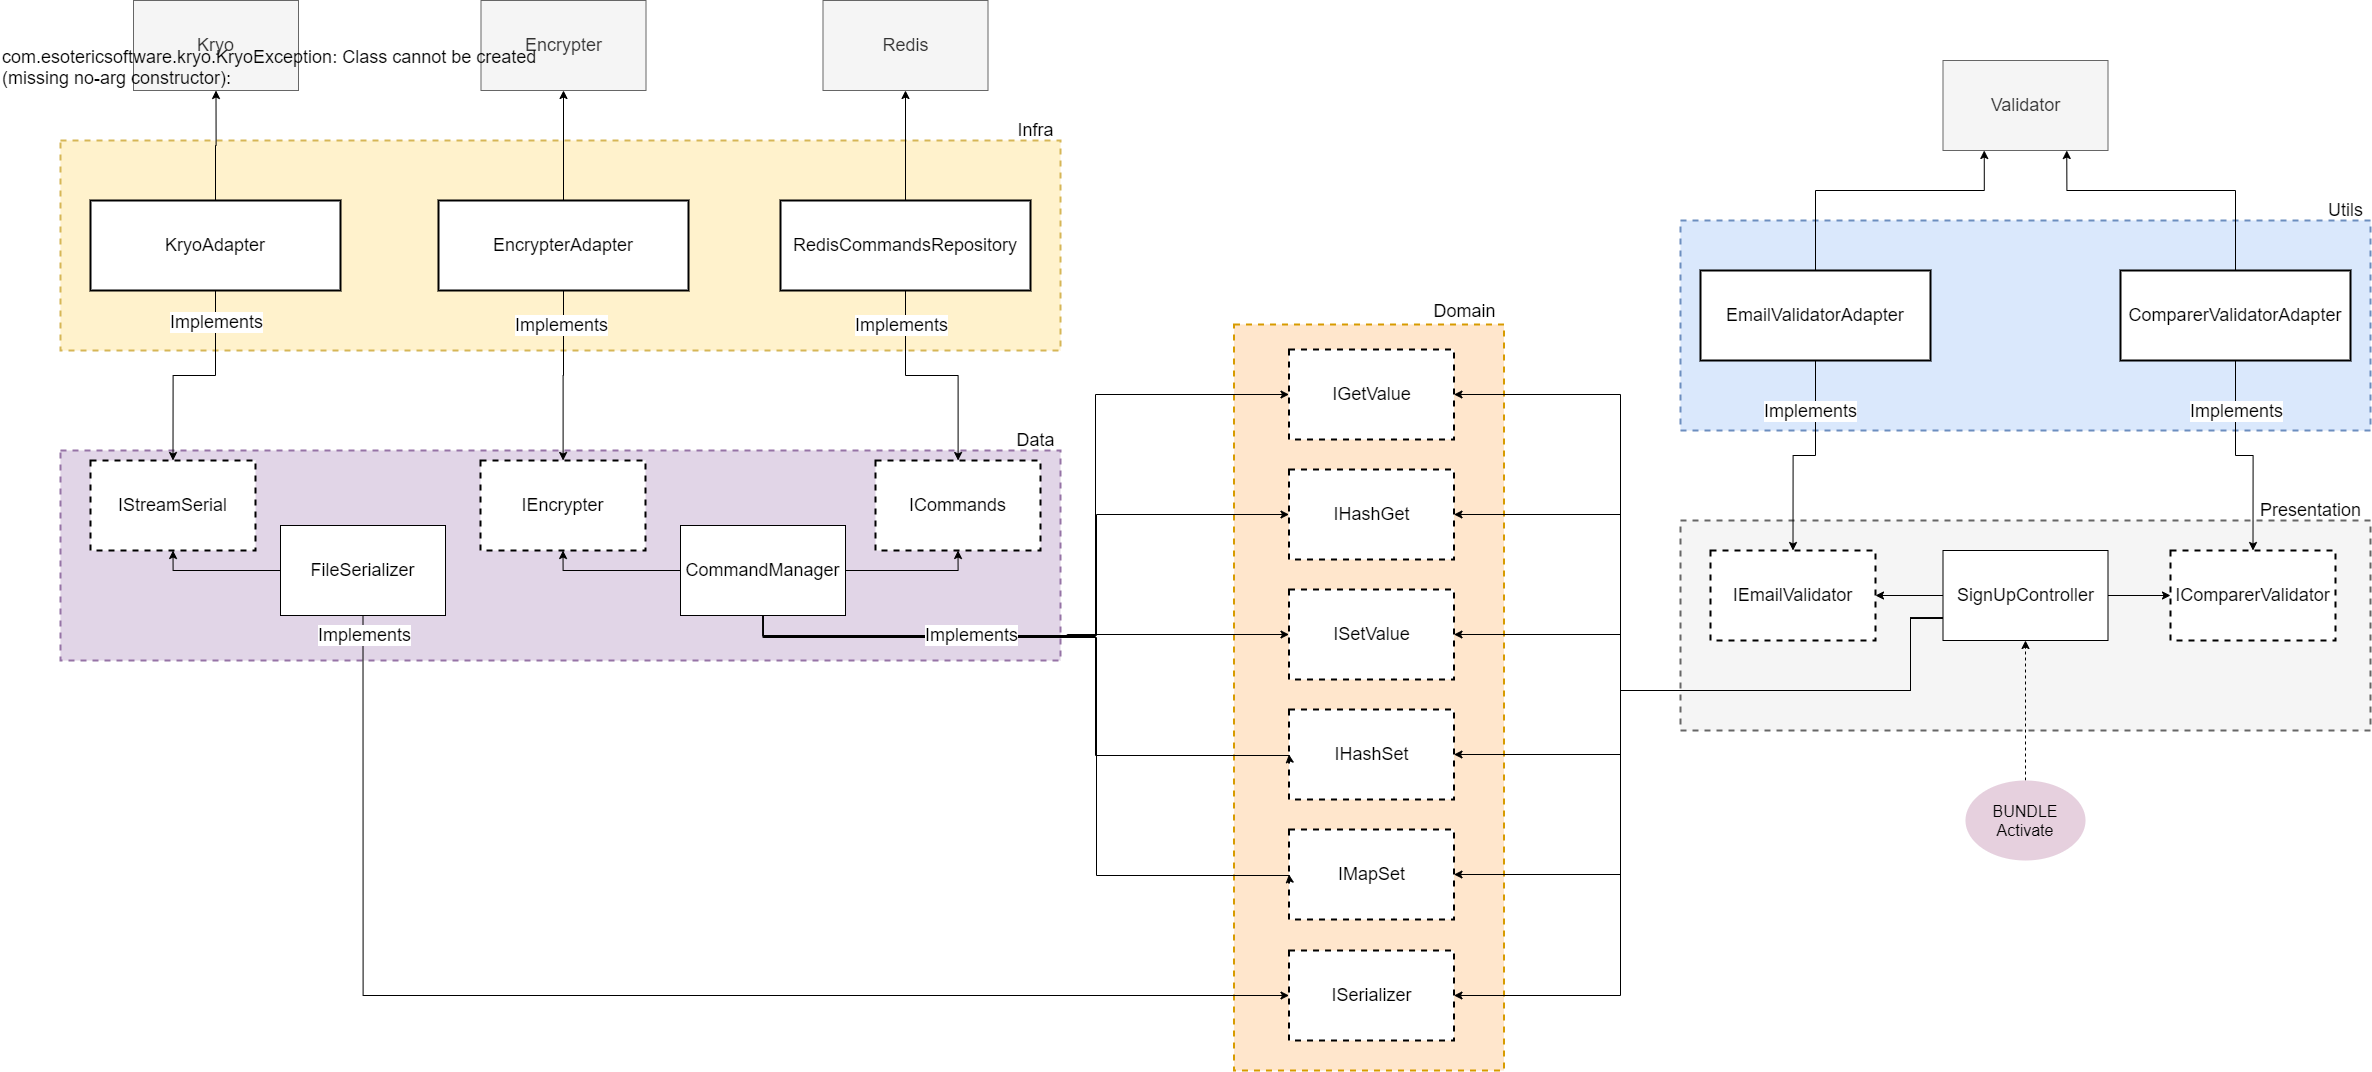 Kryo
Encrypter
Redis
com.esotericsoftware.kryo.KryoException: Class cannot be created
(missing no-arg constructor):
Validator
Infra
Utils
KryoAdapter
EncrypterAdapter
RedisCommandsRepository
EmailValidatorAdapter
ComparerValidatorAdapter
Implements
Implements
Implements
Implements
Implements
Domain
IGetValue
IHashGet
ISetValue
IHashSet
IMapSet
ISerializer
Data
IStreamSerial
IEncrypter
ICommands
FileSerializer
CommandManager
Implements
Implements
Presentation
IEmailValidator
SignUpController
IComparerValidator
BUNDLE
Activate